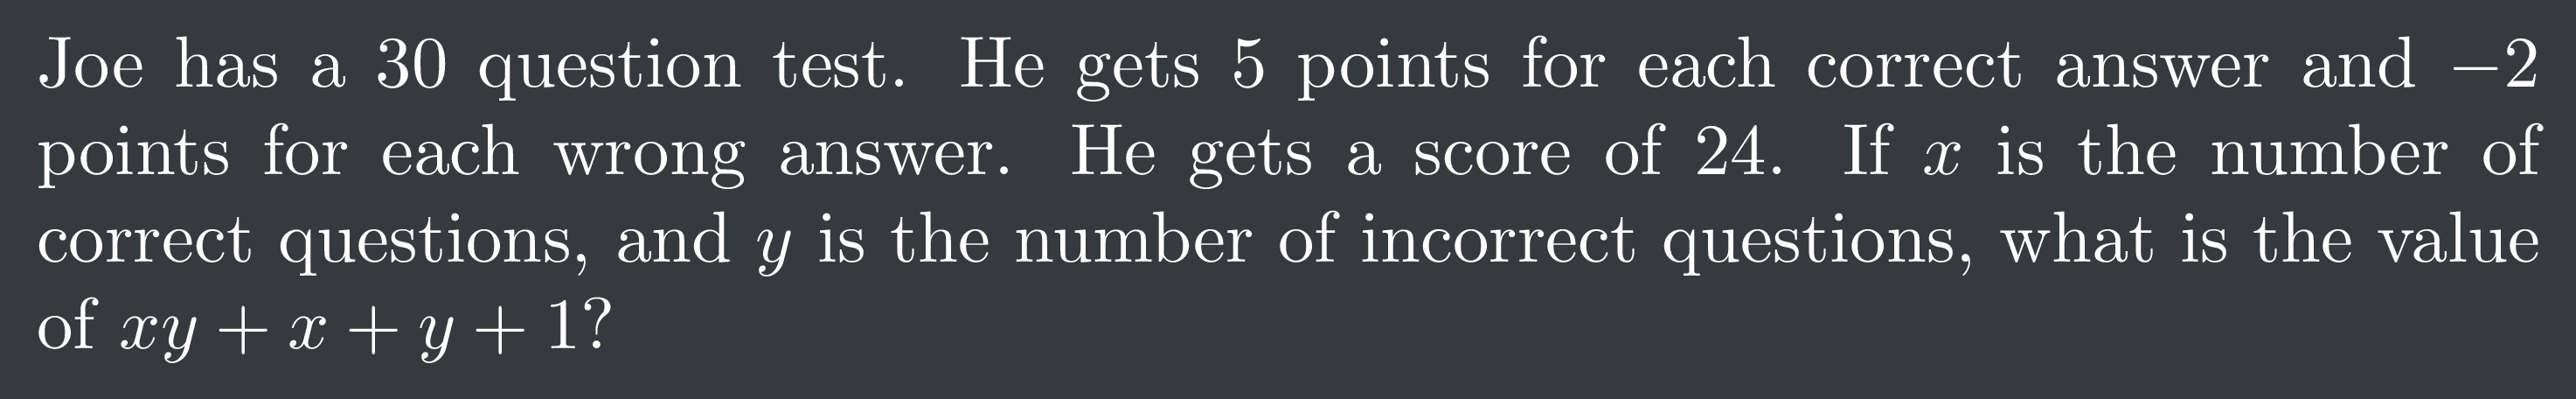 Joe has a 30 question test. He gets 5 points for each correct answer and −2
points for each wrong answer. He gets a score of 24. If x is the number of
correct questions, and y is the number of incorrect questions, what is the value
of xy + x + y + 1?